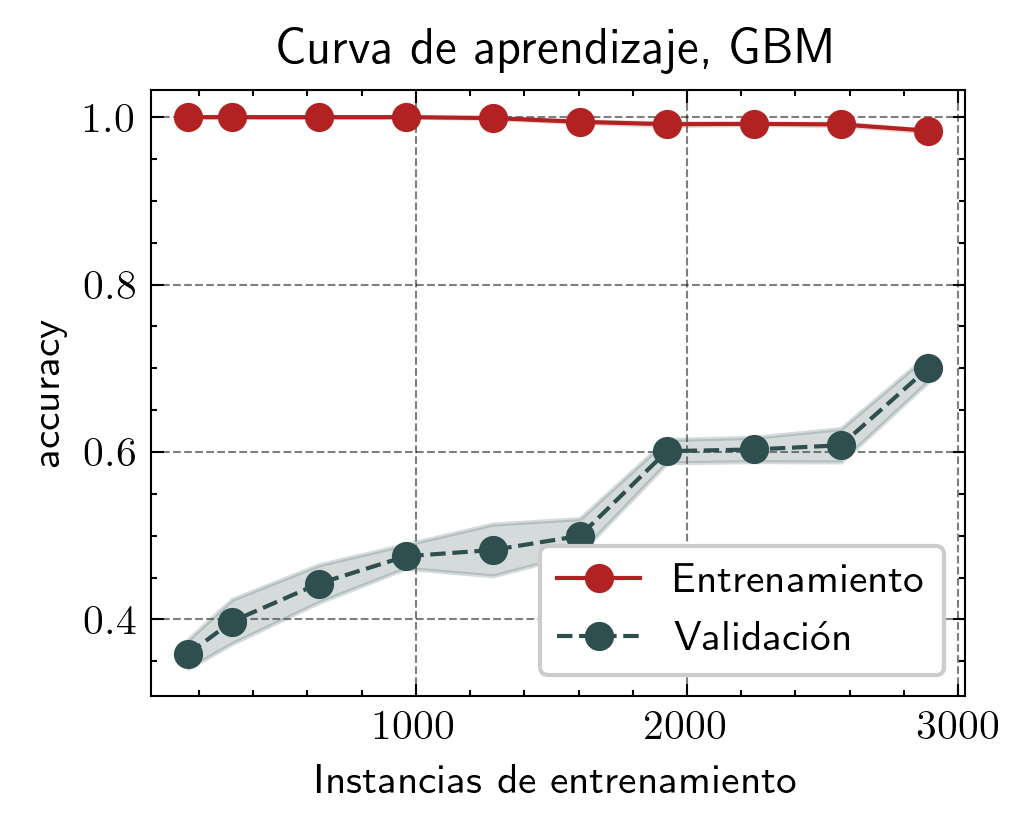 Curva de aprendizaje, GBM
1.0
0.8
0.6
0.4
accuracy
Entrenamiento
Validación
1000 2000 3000
Instancias de entrenamiento